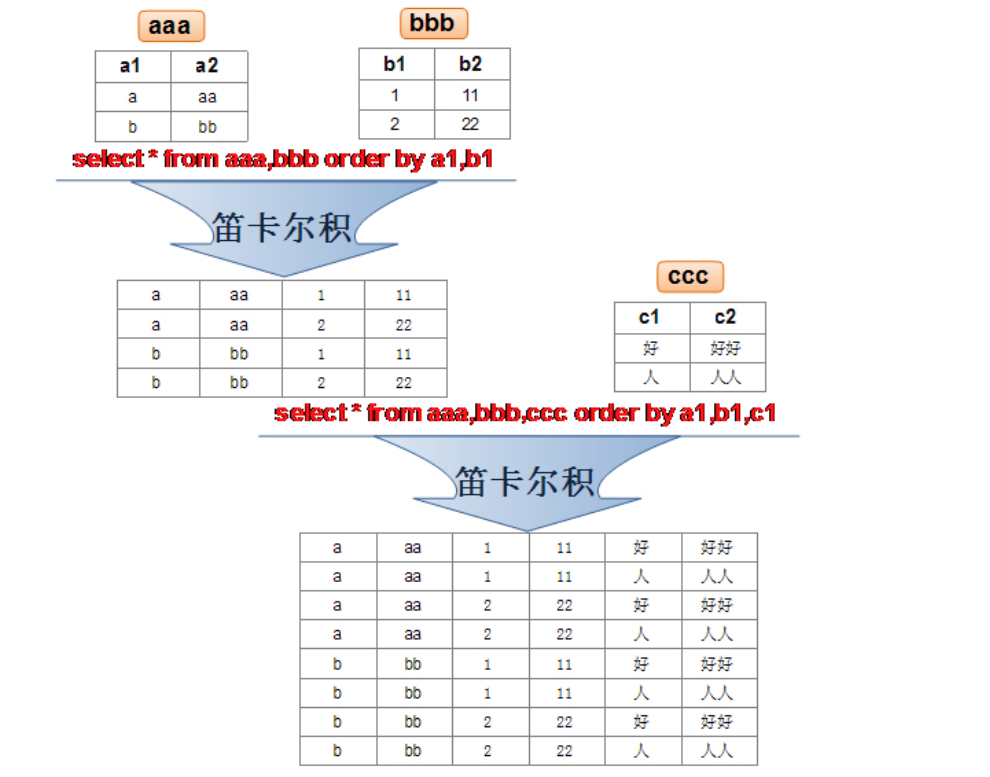 aaa
bbb
a1 a2
a aa
b bb
b1 b2
1 11
2 22
select * from aaa,bbb order by a1,b1
笛卡尔积
a aa 1 11
a aa 2 22
b bb 1 11
b bb 2 22
ccc
c1 c2
好 好好
人 人人
select * from aaa,bbb,ccc order by a1,b1,c1
笛卡尔积
a aa 1 11 好 好好
a aa 1 11 人 人人
a aa 2 22 好 好好
a aa 2 22 人 人人
b bb 1 11 好 好好
b bb 1 11 人 人人
b bb 2 22 好 好好
b bb 2 22 人 人人